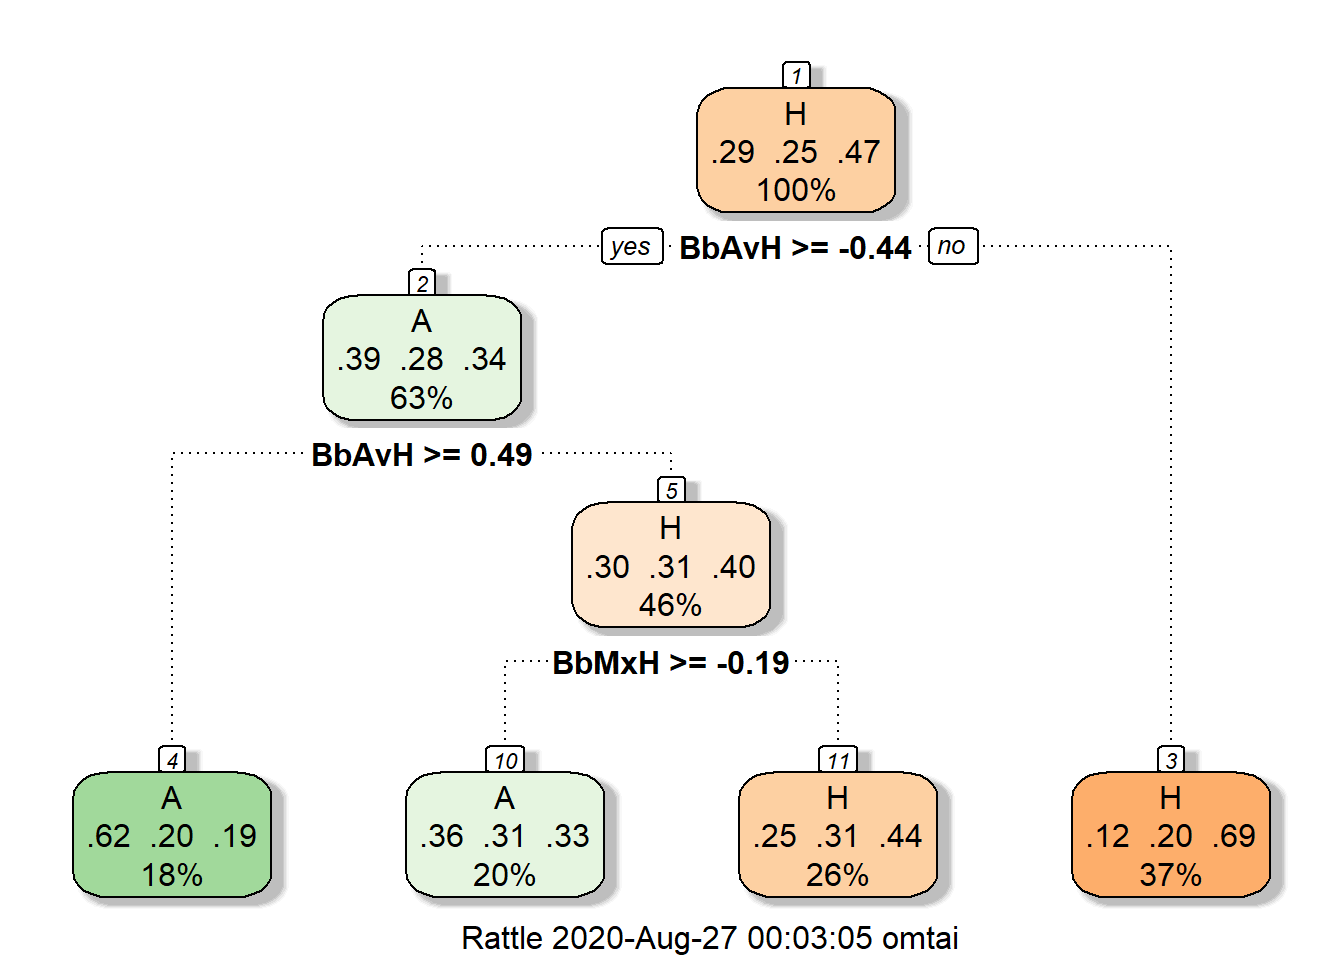 1
H
.29 .25 .47
100%
yes BbAvH >= -0.44 no
2
A
.39 .28 .34
63%
BbAvH >= 0.49
5
H
.30 .31 .40
46%
BbMxH >= -0.19
4
A
.62 .20 .19
18%
10
A
.36 .31 .33
20%
11
H
.25 .31 .44
26%
3
H
.12 .20 .69
37%
Rattle 2020-Aug-27 00:03:05 omtai